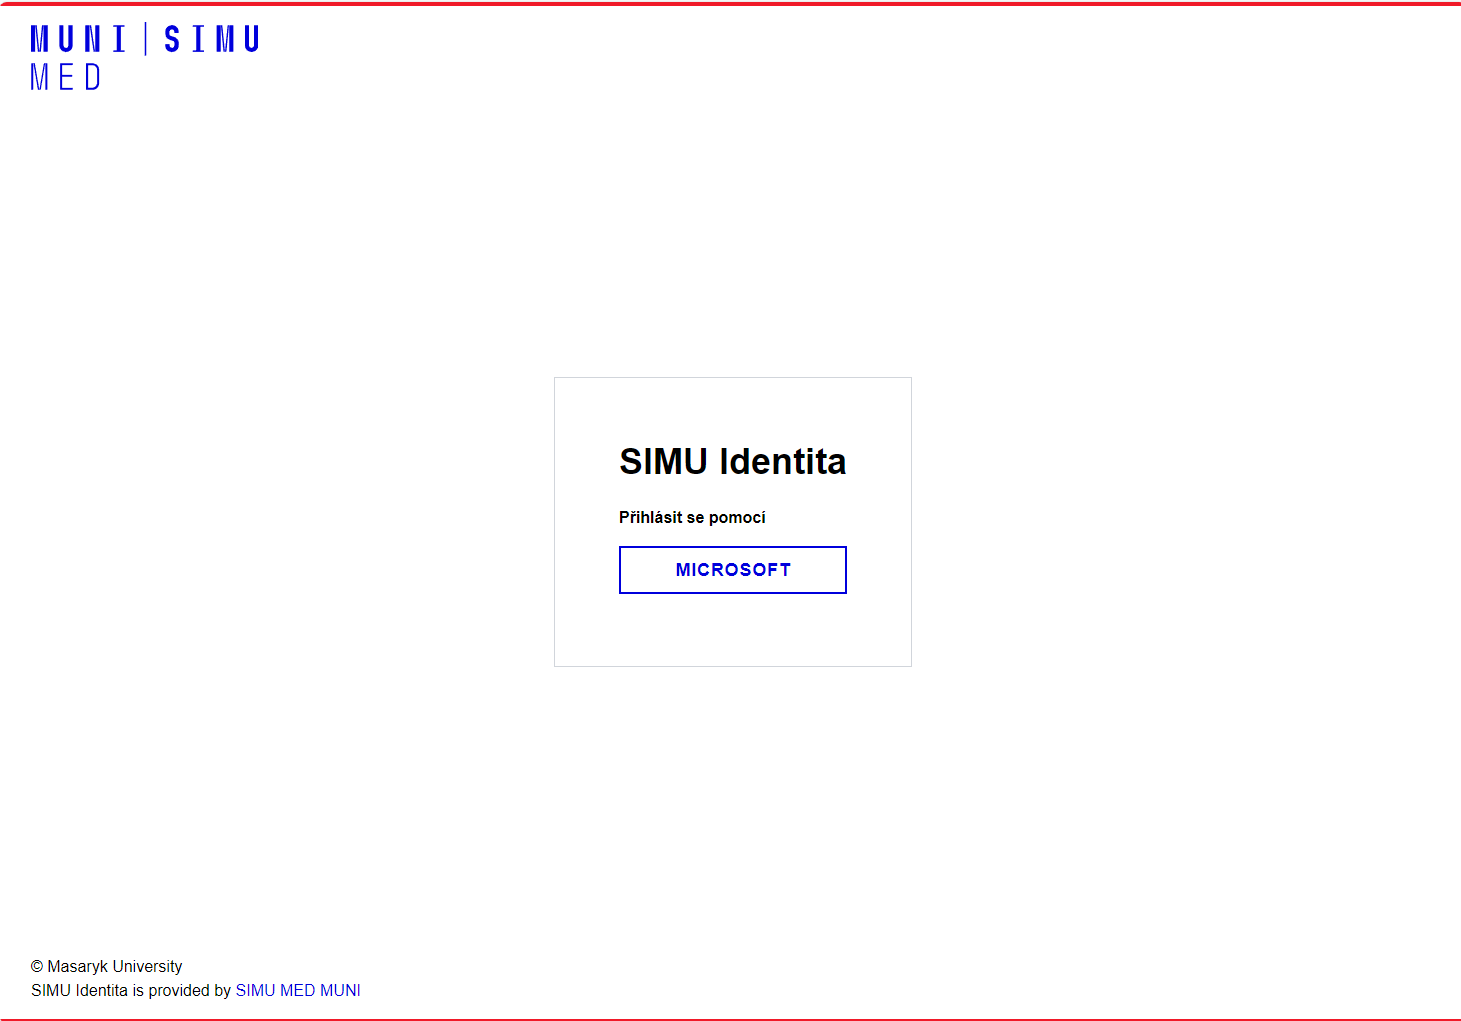 MUNI | SIMU
MED
SIMU Identita
Přihlásit se pomocí
MICROSOFT
© Masaryk University
SIMU Identita is provided by SIMU MED MUNI